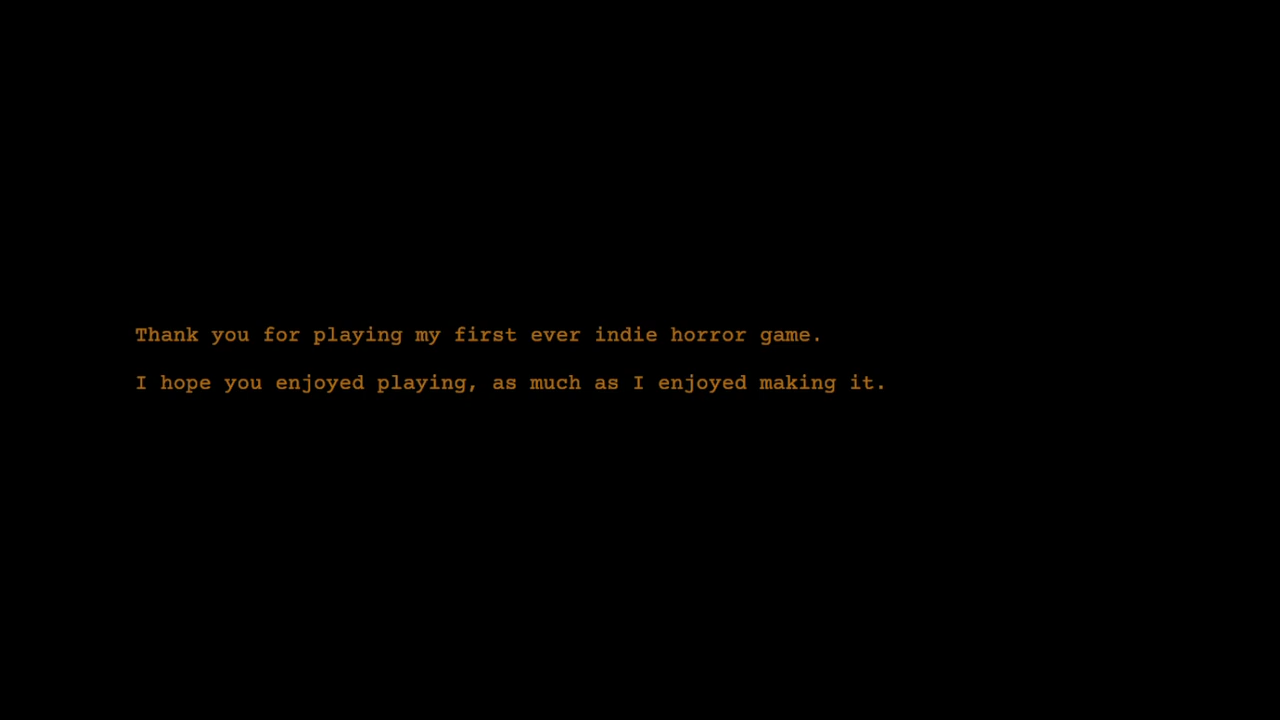 Thank you for playing my first ever indie horror game.
I hope you enjoyed playing, as much as I enjoyed making it.